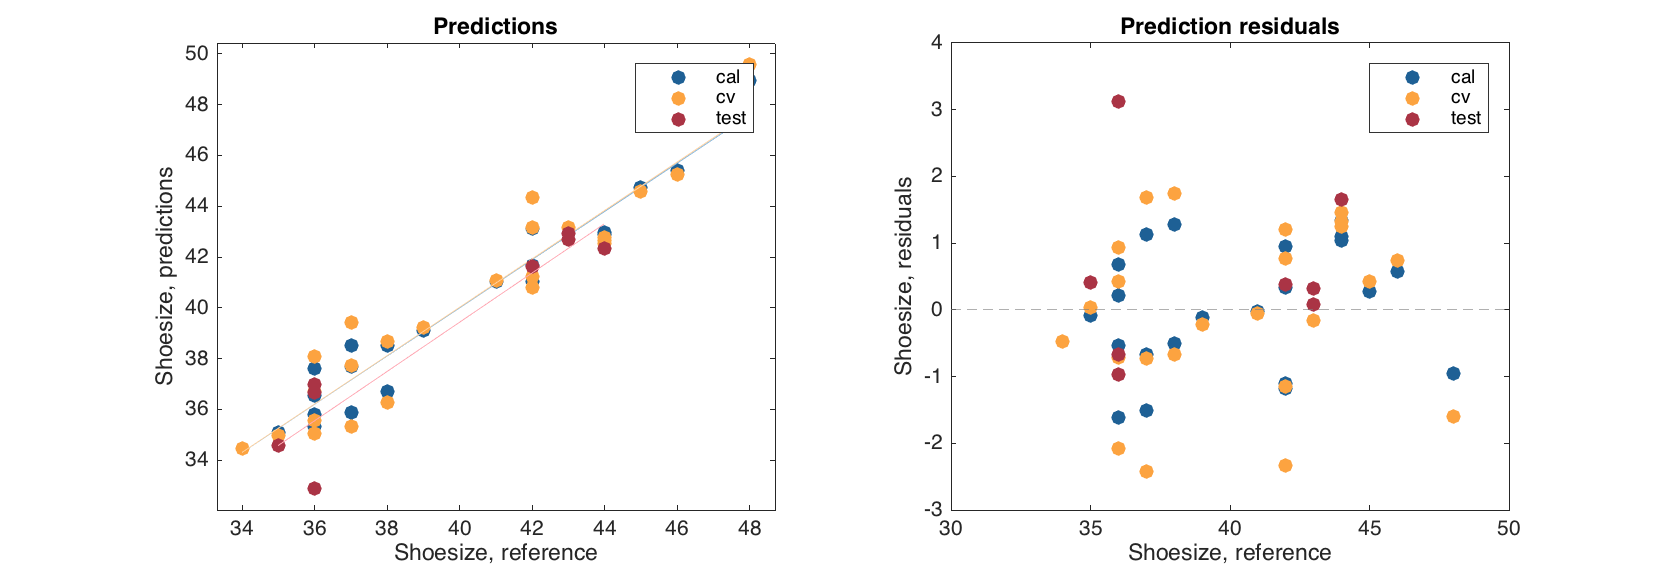 Predictions
50
48
46
44
42
40
38
36
34
34 36 38 40 42 44 46 48
Shoesize, predictions
Shoesize, reference
cal
cv
test
Prediction residuals
4
3
2
1
0
-1
-2
-3
30 35 40 45 50
Shoesize, residuals
Shoesize, reference
cal
cv
test